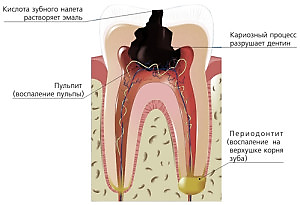 Кислота зубного налета
растворяет эмаль
Кариозный процесс
разрушает дентин
Пульпит
(воспаление пульпы)
Периодонтит
(воспаление на
верхушке корня
зуба)